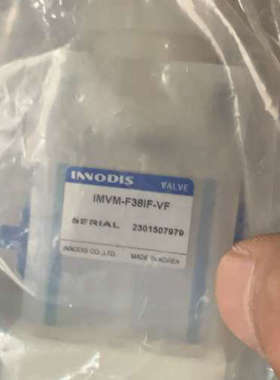 INNODIS VALVE
IMVM-F38IF-VF
SERIAL 2301507979
INNODIS CO.,LTD. MADE IN KOREA